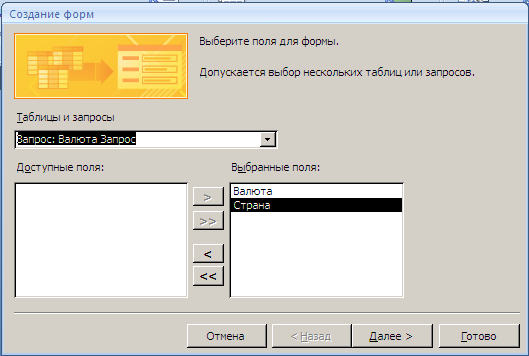 Создание форм
Выберите поля для формы.
Допускается выбор нескольких таблиц или запросов.
Таблицы и запросы
Запрос: Валюта Запрос
Доступные поля:
Выбранные поля:
Валюта
Страна
>
>>
<
<<
Отмена
< Назад
Далее >
Готово